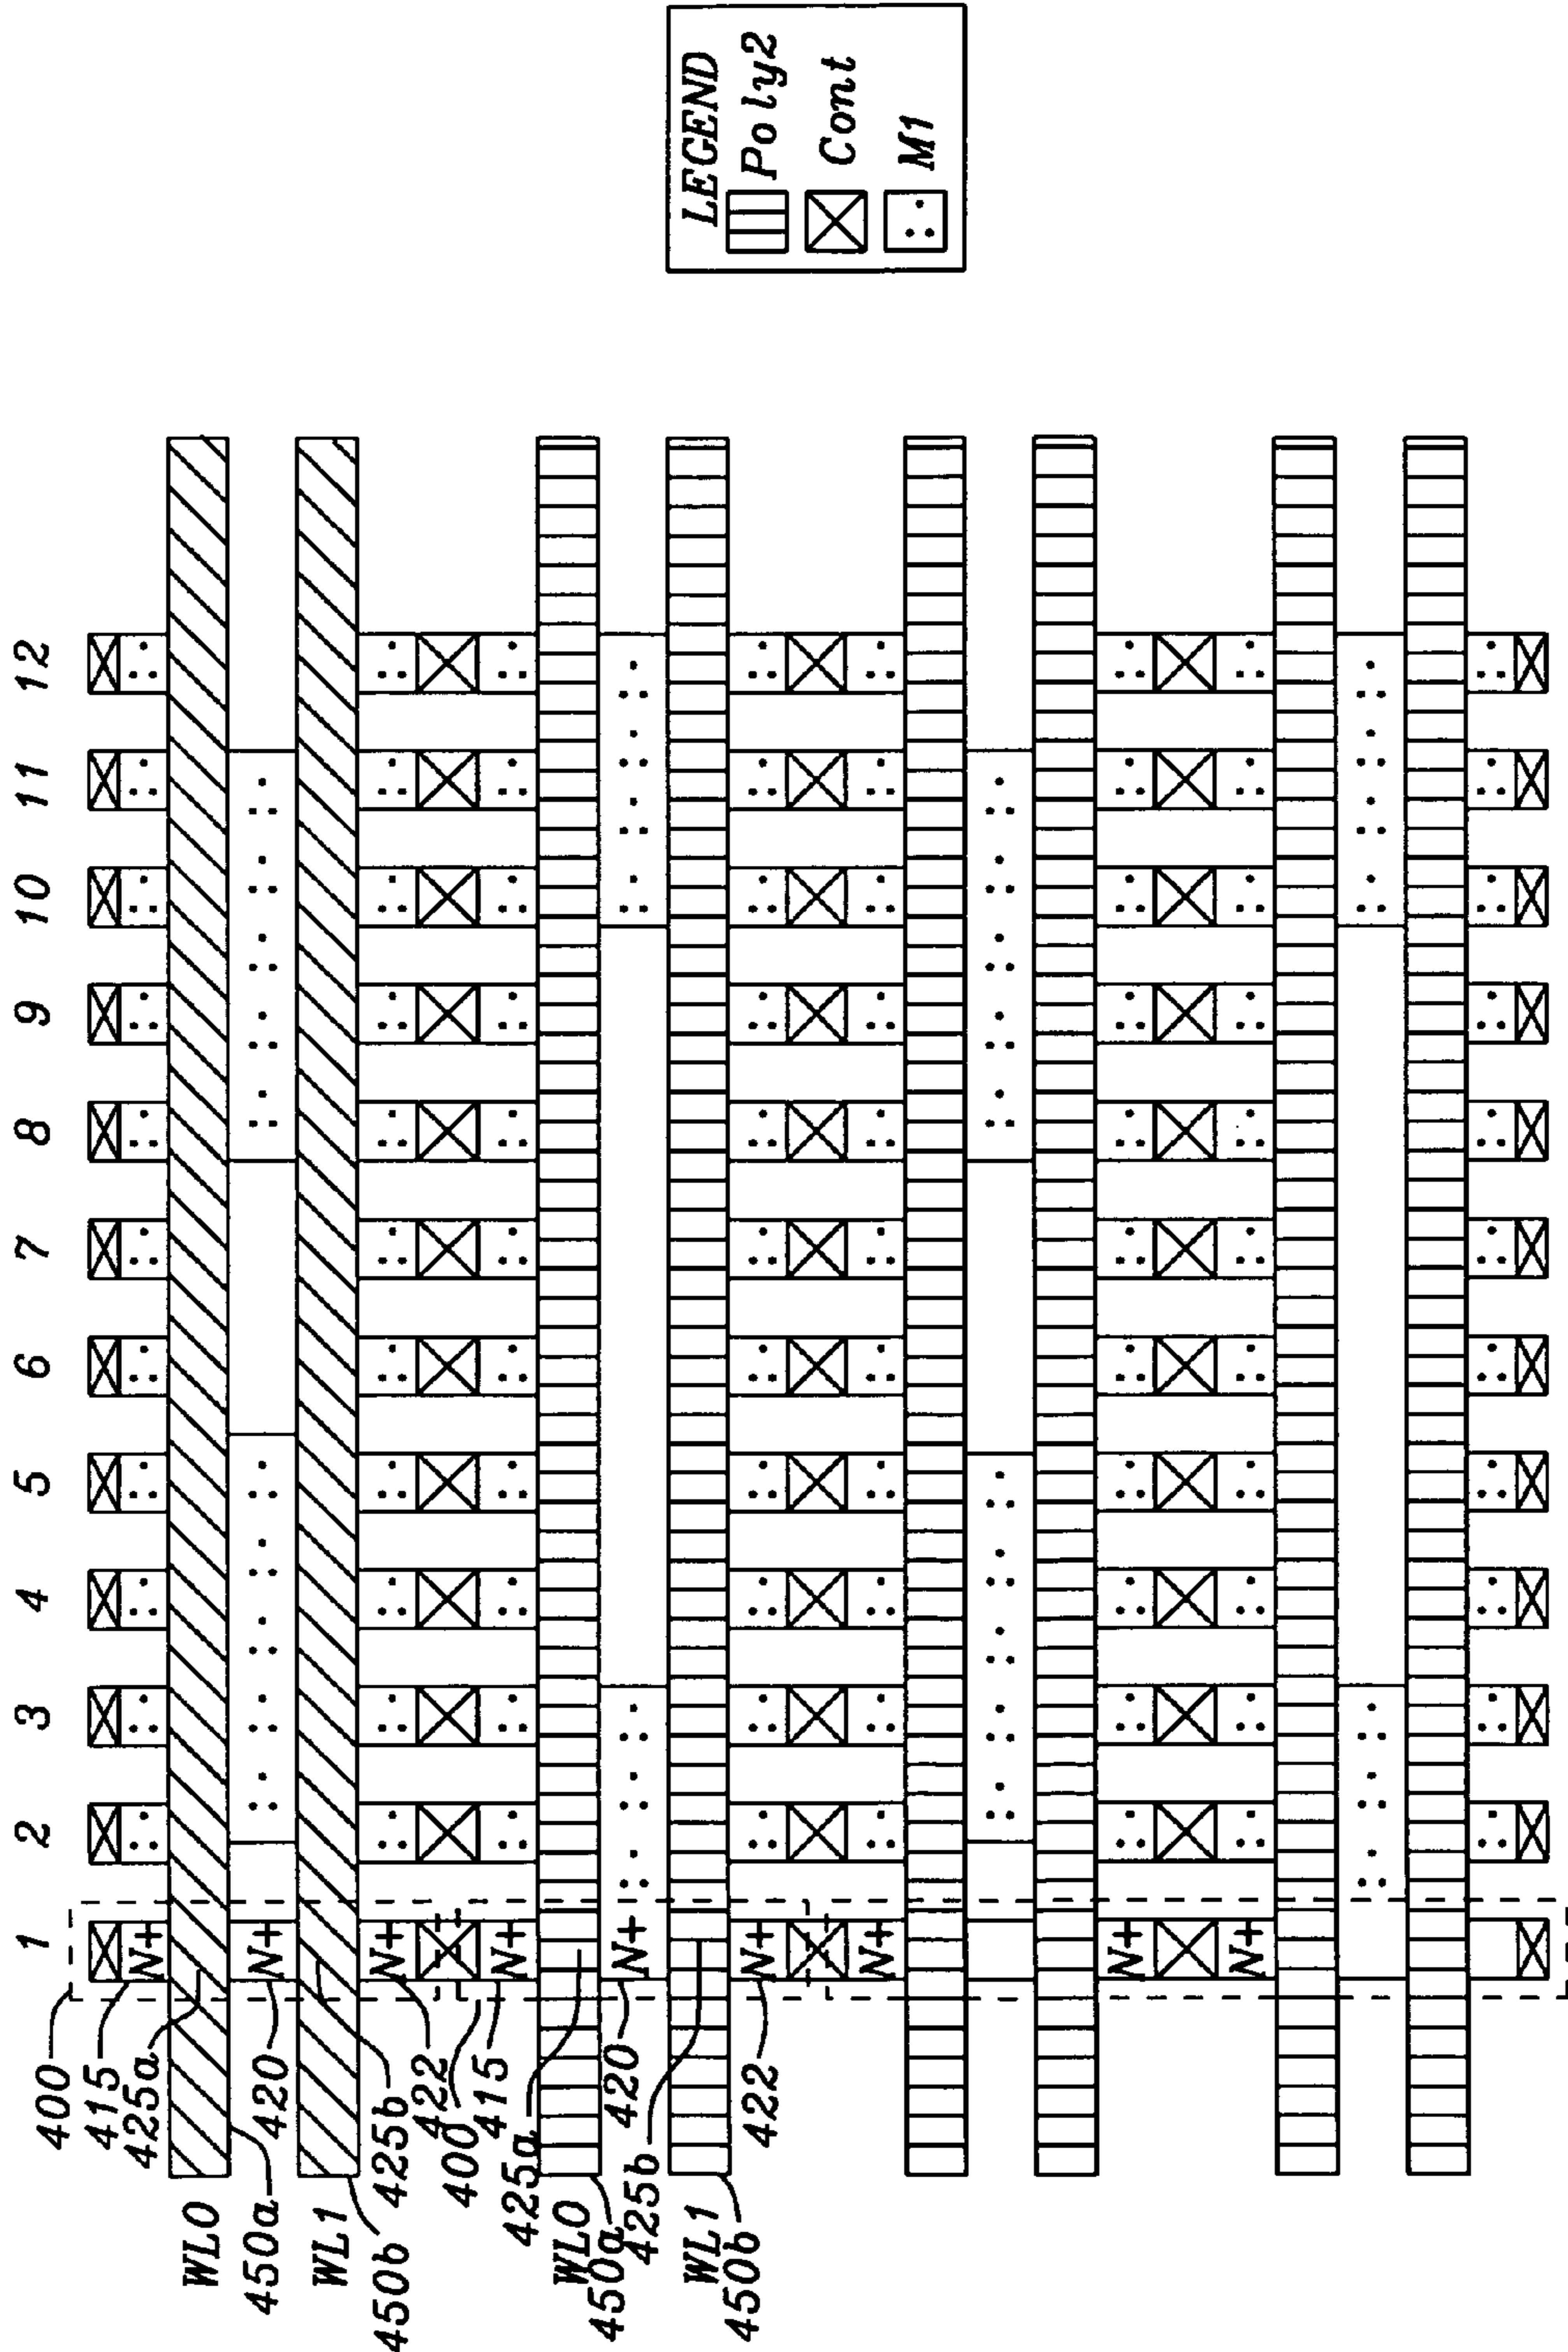 LEGEND
Poly2
Cont
M1
1 2 3 4 5 6 7 8 9 10 11 12
400
415
425a
WL0
450a
420
N+
N+
WL1
450b
425b
422
N+
400
415
N+
425a
WL0
450a
420
N+
425b
WL1
450b
422
N+
N+
N+
N+